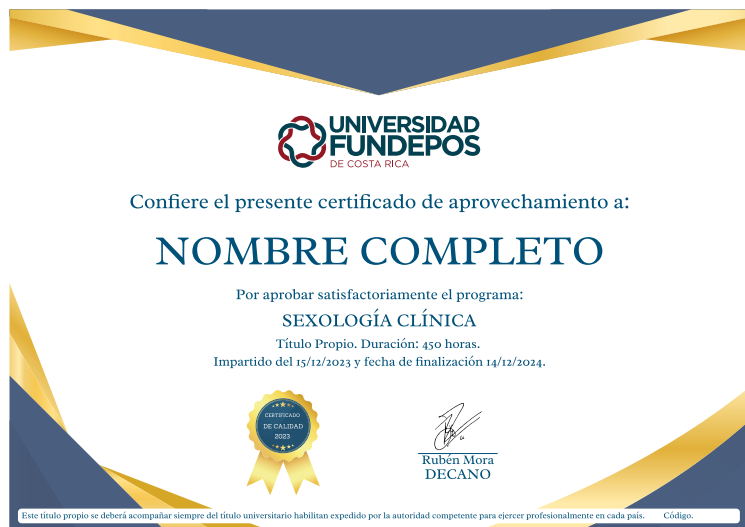 UNIVERSIDAD
FUNDEPOS
DE COSTA RICA
Confiere el presente certificado de aprovechamiento a:
NOMBRE COMPLETO
Por aprobar satisfactoriamente el programa:
SEXOLOGÍA CLÍNICA
Título Propio. Duración: 450 horas.
Impartido del 15/12/2023 y fecha de finalización 14/12/2024.
CERTIFICADO
DE CALIDAD
2023
Rubén Mora
DECANO
Este título propio se deberá acompañar siempre del título universitario habilitan expedido por la autoridad competente para ejercer profesionalmente en cada país. Código.